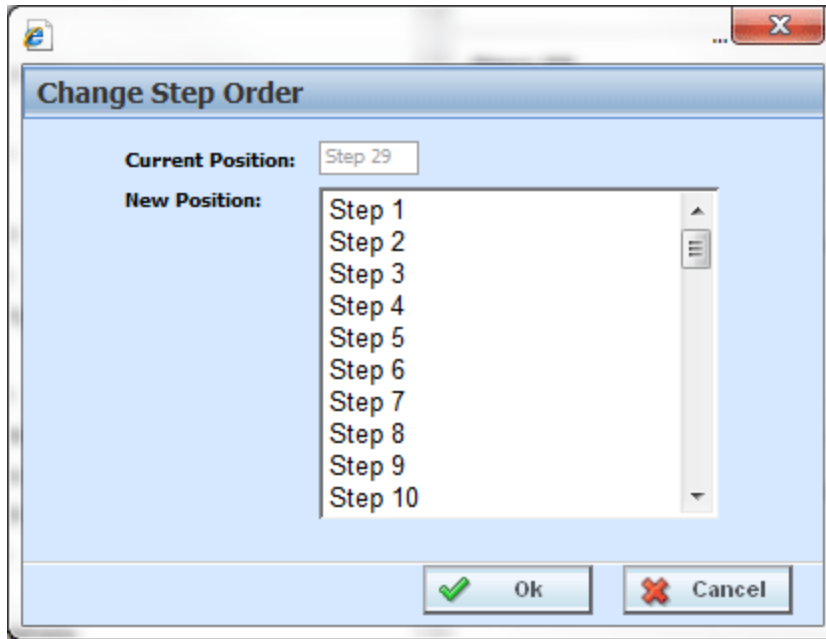 ...
Change Step Order
Current Position: Step 29
New Position:
Step 1
Step 2
Step 3
Step 4
Step 5
Step 6
Step 7
Step 8
Step 9
Step 10
Ok Cancel